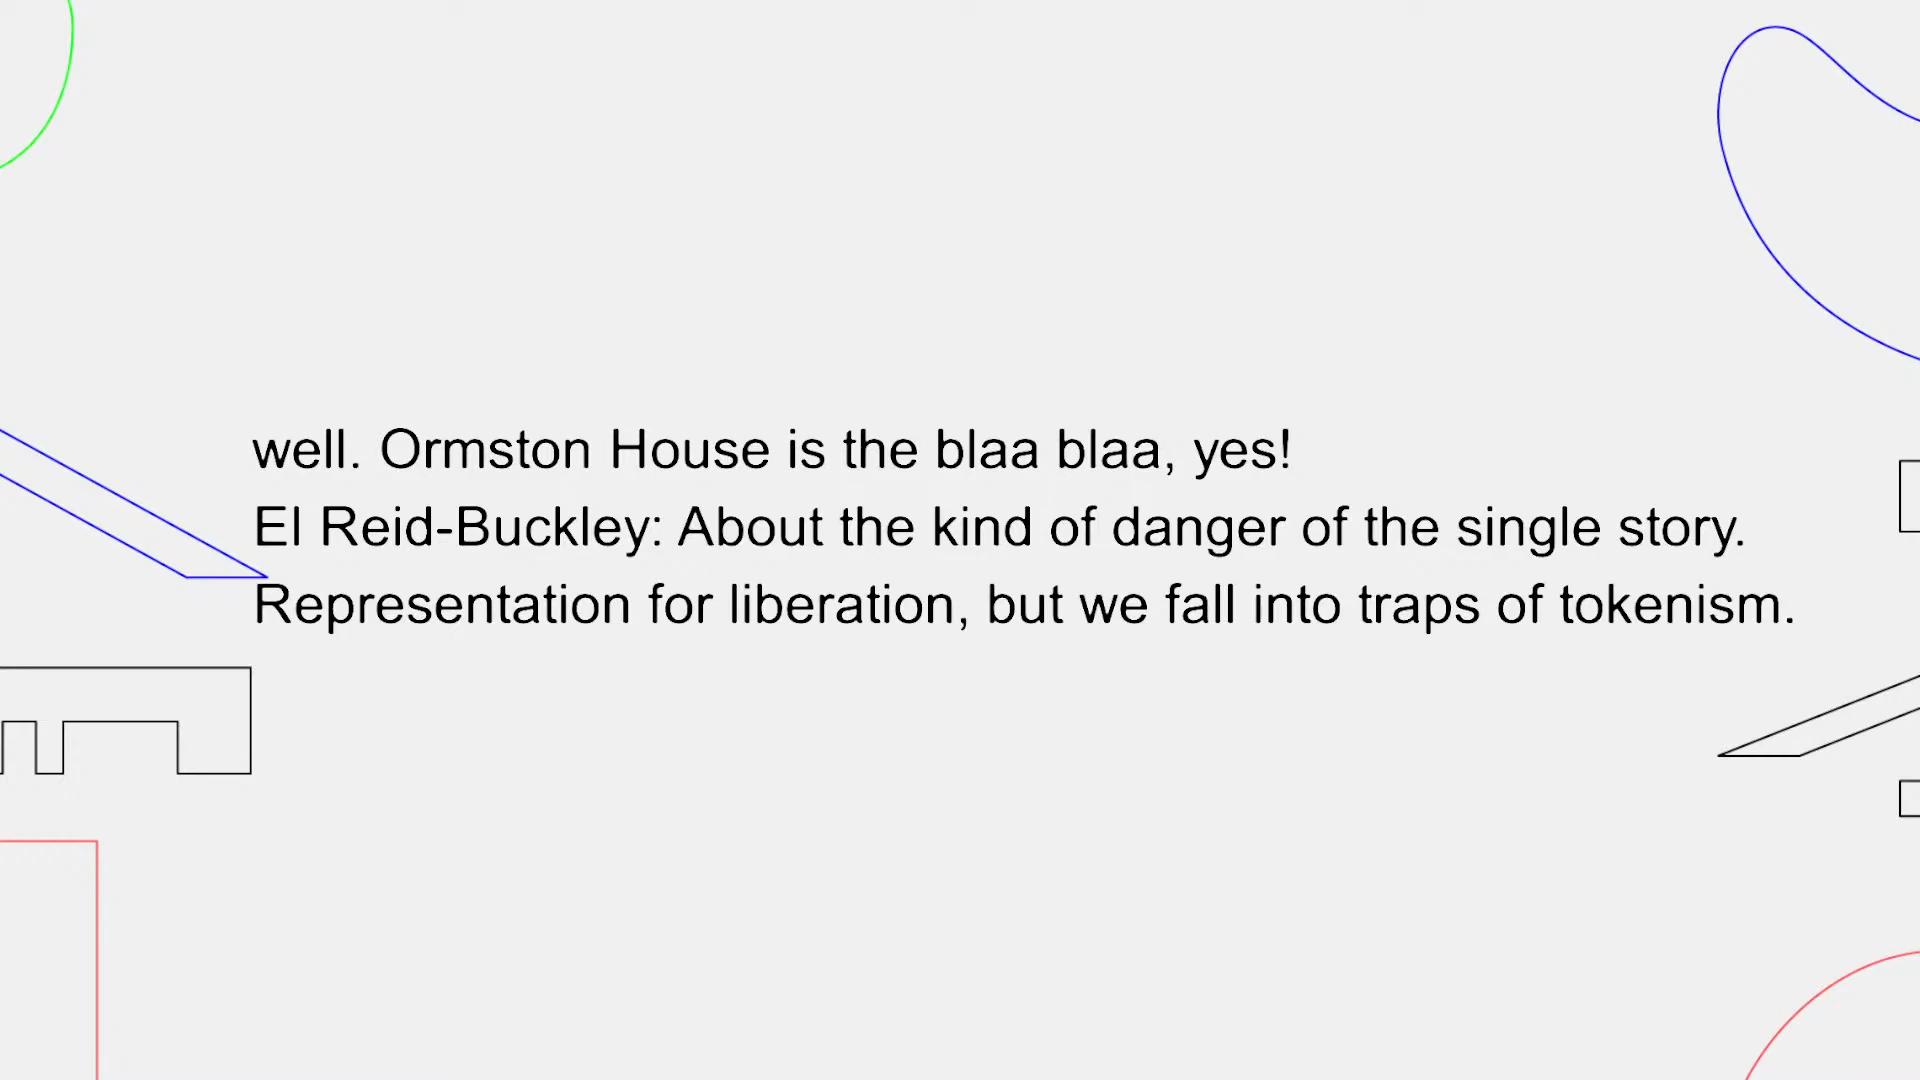 well. Ormston House is the blaa blaa, yes!
El Reid-Buckley: About the kind of danger of the single story.
Representation for liberation, but we fall into traps of tokenism.